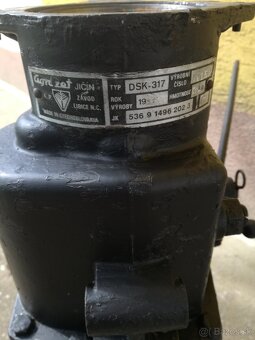 agrozet JIČÍN
k.p. ZÁVOD
LIBICE N.C.
MADE IN CZECHOSLOVAKIA
TYP DSK-317
ROK VÝROBY
JK 536 9 1496 202 3
VÝROBNÍ ČÍSLO
HMOTNOST